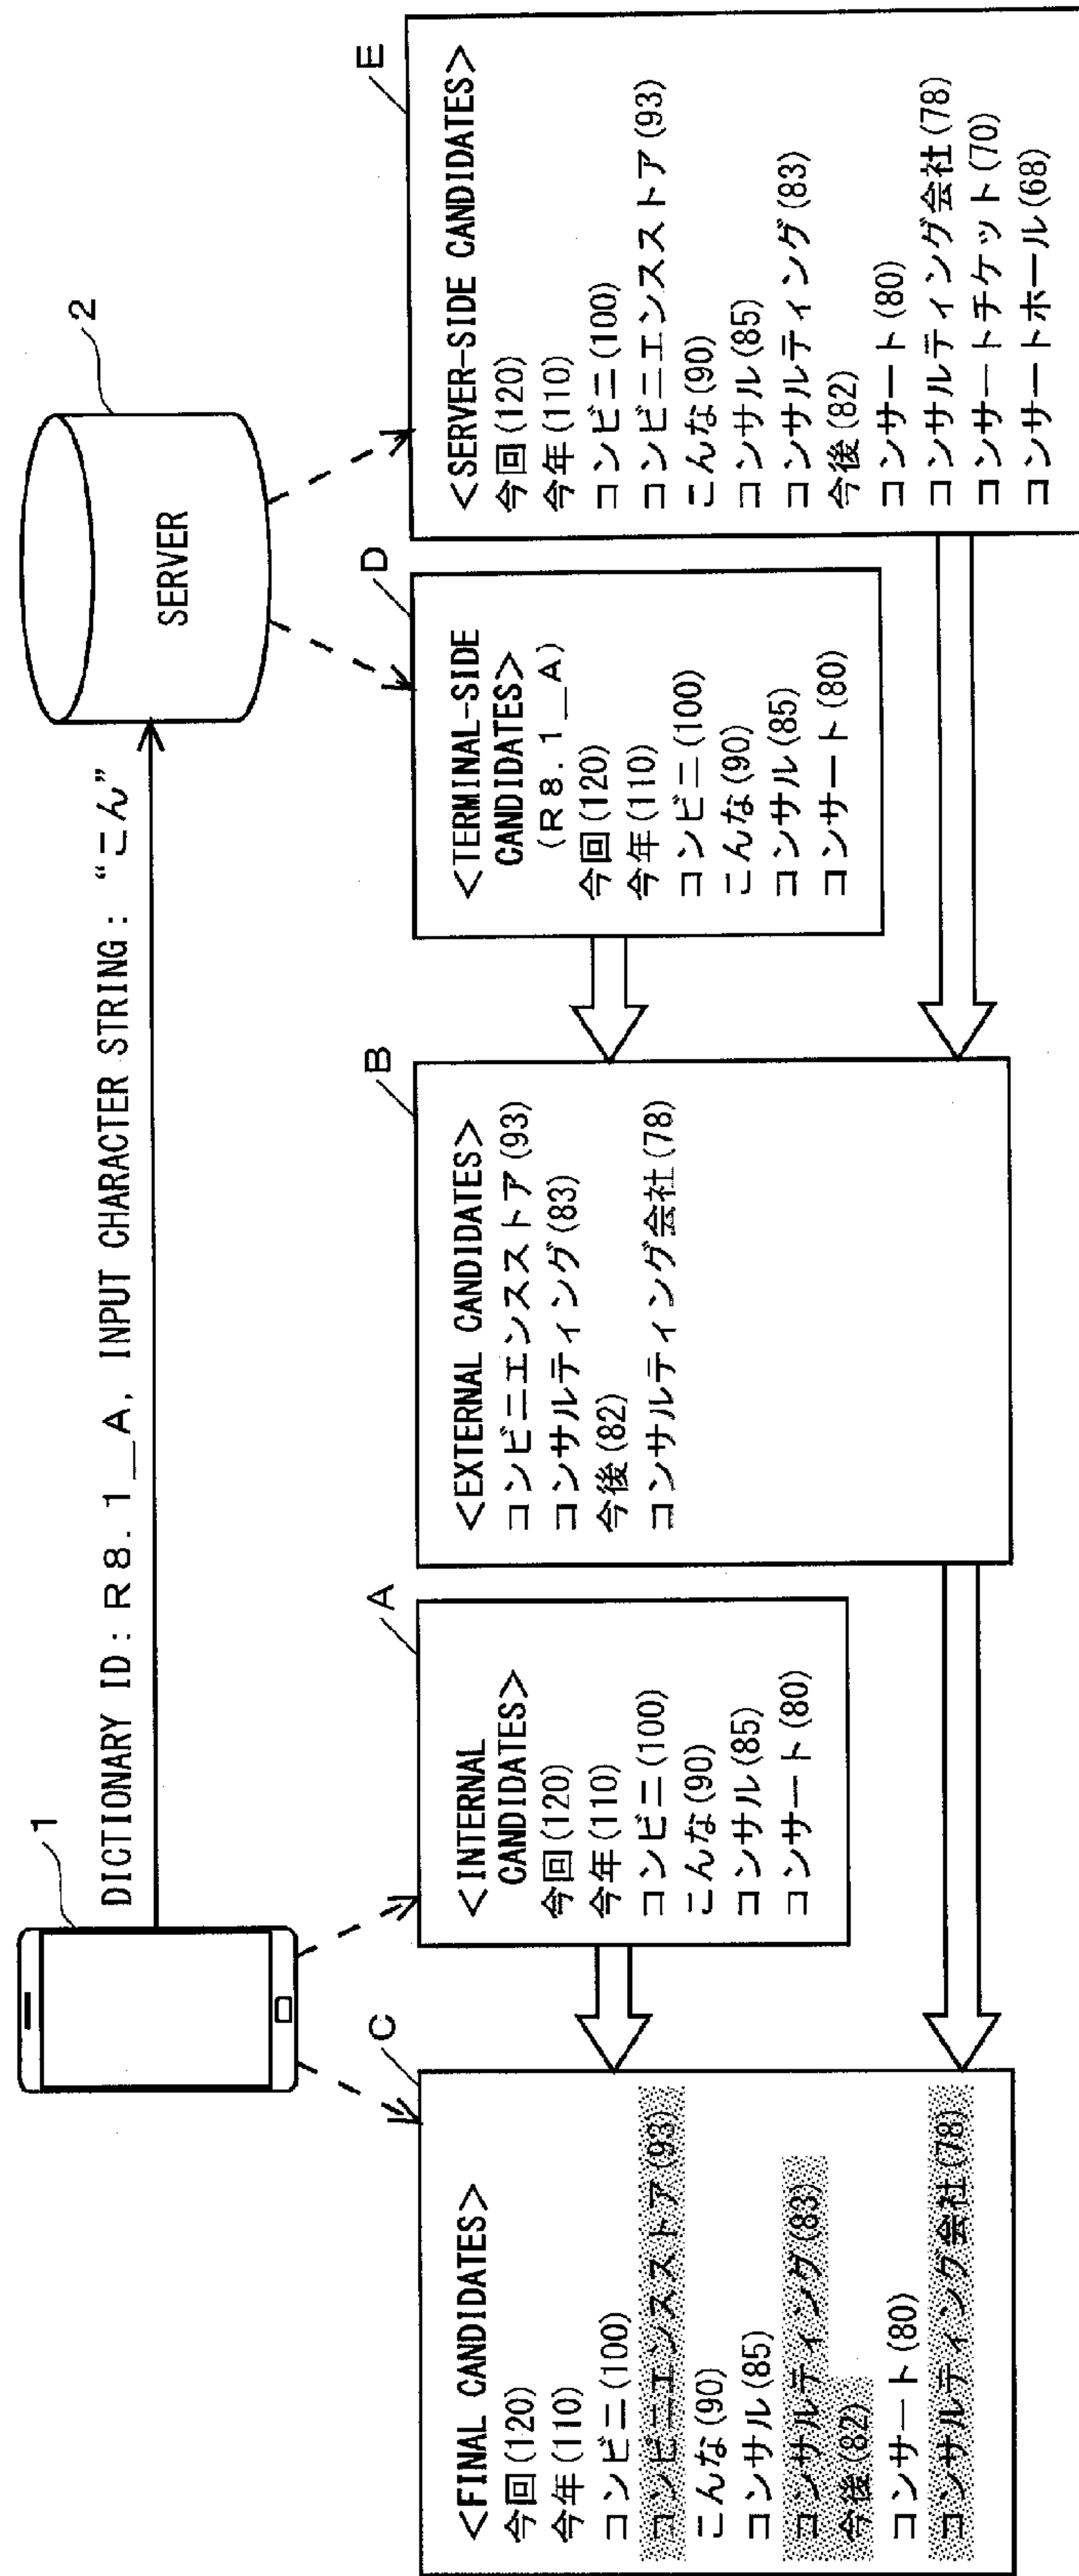 1
DICTIONARY ID：R8.1＿A, INPUT CHARACTER STRING："こん"
2
SERVER
C
<FINAL CANDIDATES>
今回(120)
今年(110)
コンビニ(100)
コンビニエンスストア(93)
こんな(90)
コンサル(85)
コンサルティング(83)
今後(82)
コンサート(80)
コンサルティング会社(78)
A
<INTERNAL
CANDIDATES>
今回(120)
今年(110)
コンビニ(100)
こんな(90)
コンサル(85)
コンサート(80)
B
<EXTERNAL CANDIDATES>
コンビニエンスストア(93)
コンサルティング(83)
今後(82)
コンサルティング会社(78)
D
<TERMINAL-SIDE
CANDIDATES>
(R8.1＿A)
今回(120)
今年(110)
コンビニ(100)
こんな(90)
コンサル(85)
コンサート(80)
E
<SERVER-SIDE CANDIDATES>
今回(120)
今年(110)
コンビニ(100)
コンビニエンスストア(93)
こんな(90)
コンサル(85)
コンサルティング(83)
今後(82)
コンサート(80)
コンサルティング会社(78)
コンサートチケット(70)
コンサートホール(68)